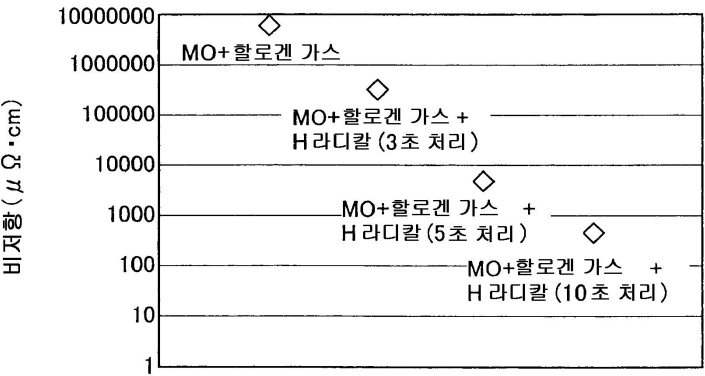 10000000
MO+할로겐 가스
1000000
100000
MO+할로겐 가스 +
H 라디칼 (3초 처리)
10000
1000
MO+할로겐 가스 +
H 라디칼 (5초 처리)
100
MO+할로겐 가스 +
H 라디칼 (10초 처리)
10
1
비저항 (μΩ·cm)